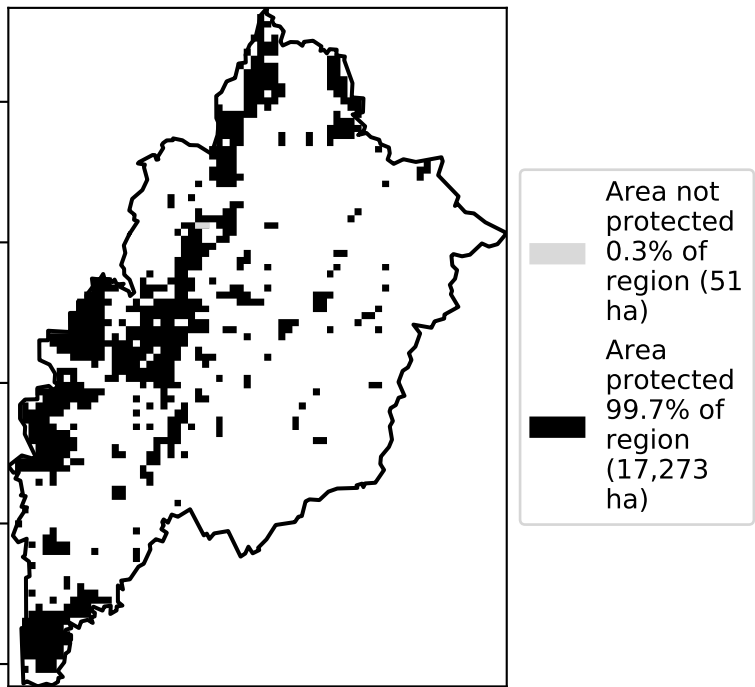 Area not
protected
0.3% of
region (51
ha)
Area
protected
99.7% of
region
(17,273
ha)